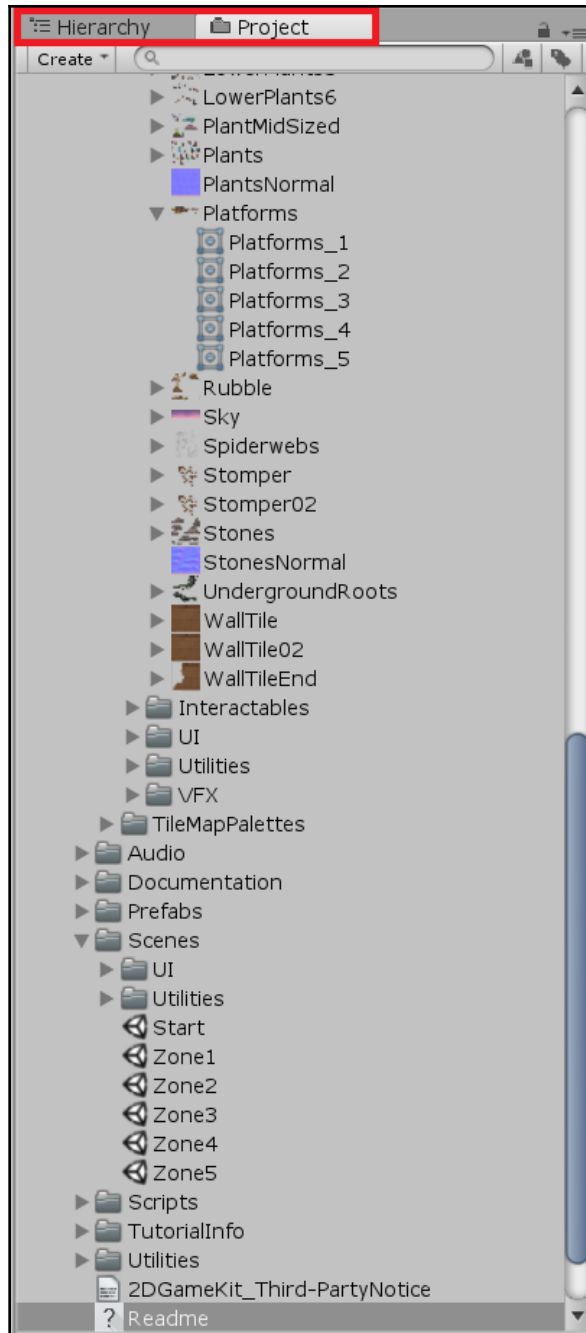 Hierarchy Project
Create
LowerPlants6
PlantMidSized
Plants
PlantsNormal
Platforms
Platforms_1
Platforms_2
Platforms_3
Platforms_4
Platforms_5
Rubble
Sky
Spiderwebs
Stomper
Stomper02
Stones
StonesNormal
UndergroundRoots
WallTile
WallTile02
WallTileEnd
Interactables
UI
Utilities
VFX
TileMapPalettes
Audio
Documentation
Prefabs
Scenes
UI
Utilities
Start
Zone1
Zone2
Zone3
Zone4
Zone5
Scripts
TutorialInfo
Utilities
2DGameKit_Third-PartyNotice
Readme